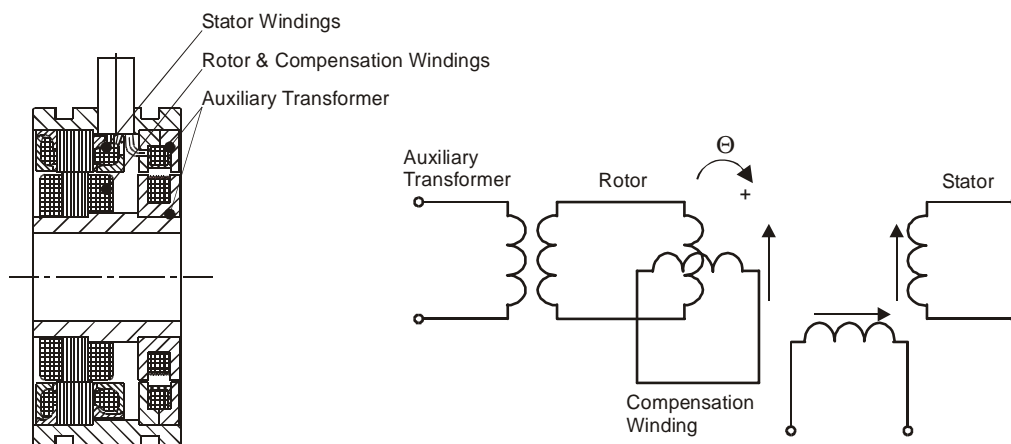 Stator Windings
Rotor & Compensation Windings
Auxiliary Transformer
Auxiliary
Transformer
Rotor
Θ
+
Stator
Compensation
Winding